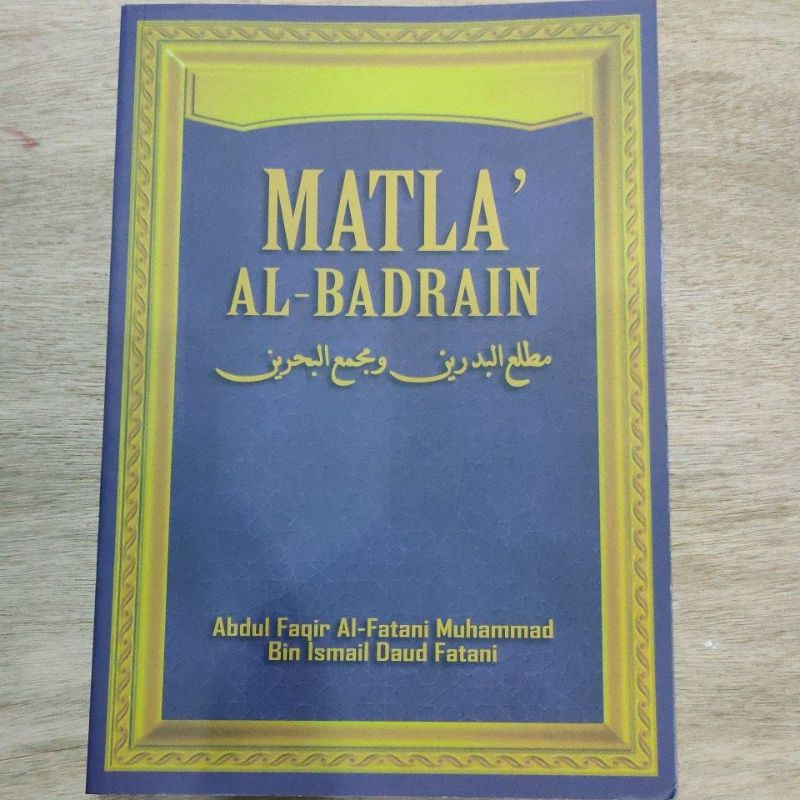 MATLA'
AL-BADRAIN
مطلع البدرين ومجمع البحرين
Abdul Faqir Al-Fatani Muhammad
Bin Ismail Daud Fatani